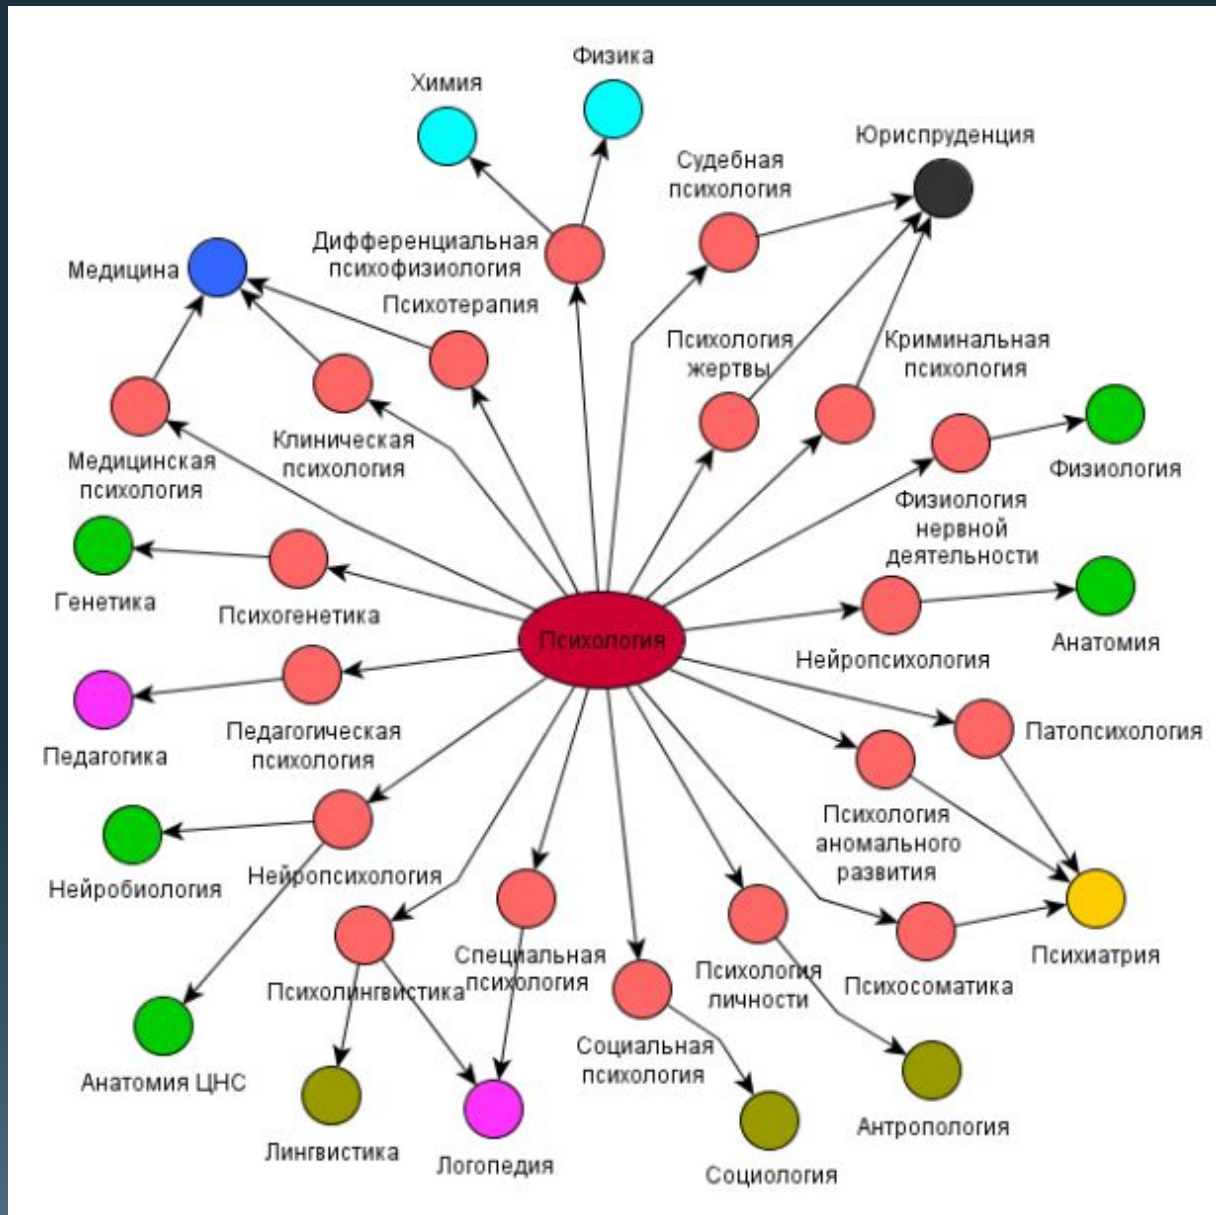 Физика
Химия
Юриспруденция
Судебная
психология
Дифференциальная
психофизиология
Медицина
Психотерапия
Психология
жертвы
Криминальная
психология
Клиническая
психология
Медицинская
психология
Физиология
Физиология
нервной
деятельности
Генетика
Психогенетика
Психология
Анатомия
Нейропсихология
Педагогическая
психология
Педагогика
Патопсихология
Психология
аномального
развития
Нейробиология
Нейропсихология
Специальная
психология
Психиатрия
Психология
личности
Психосоматика
Психолингвистика
Социальная
психология
Анатомия ЦНС
Антропология
Лингвистика
Логопедия
Социология